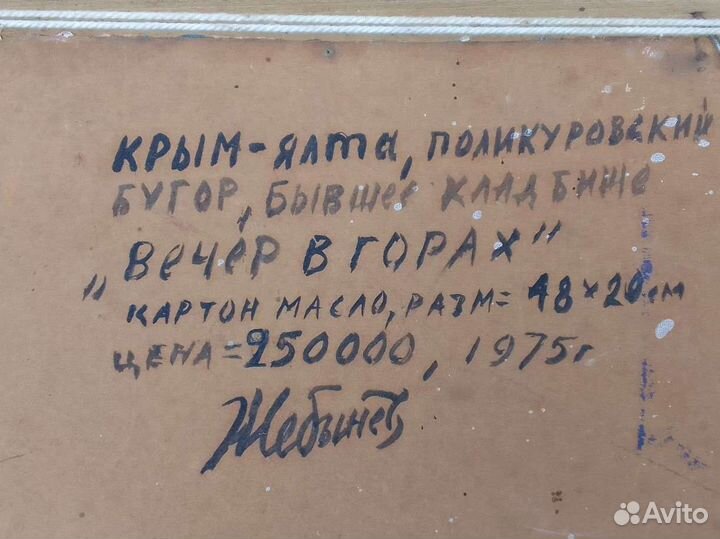 КРЫМ-ЯЛТА, ПОЛИКУРОВСКИЙ
БУГОР, БЫВШЕЕ КЛАДБИЩЕ
„ВЕЧЕР В ГОРАХ"
КАРТОН МАСЛО, РАЗМ= 48×20 см
ЦЕНА=250000, 1975г
Жебынев
Avito